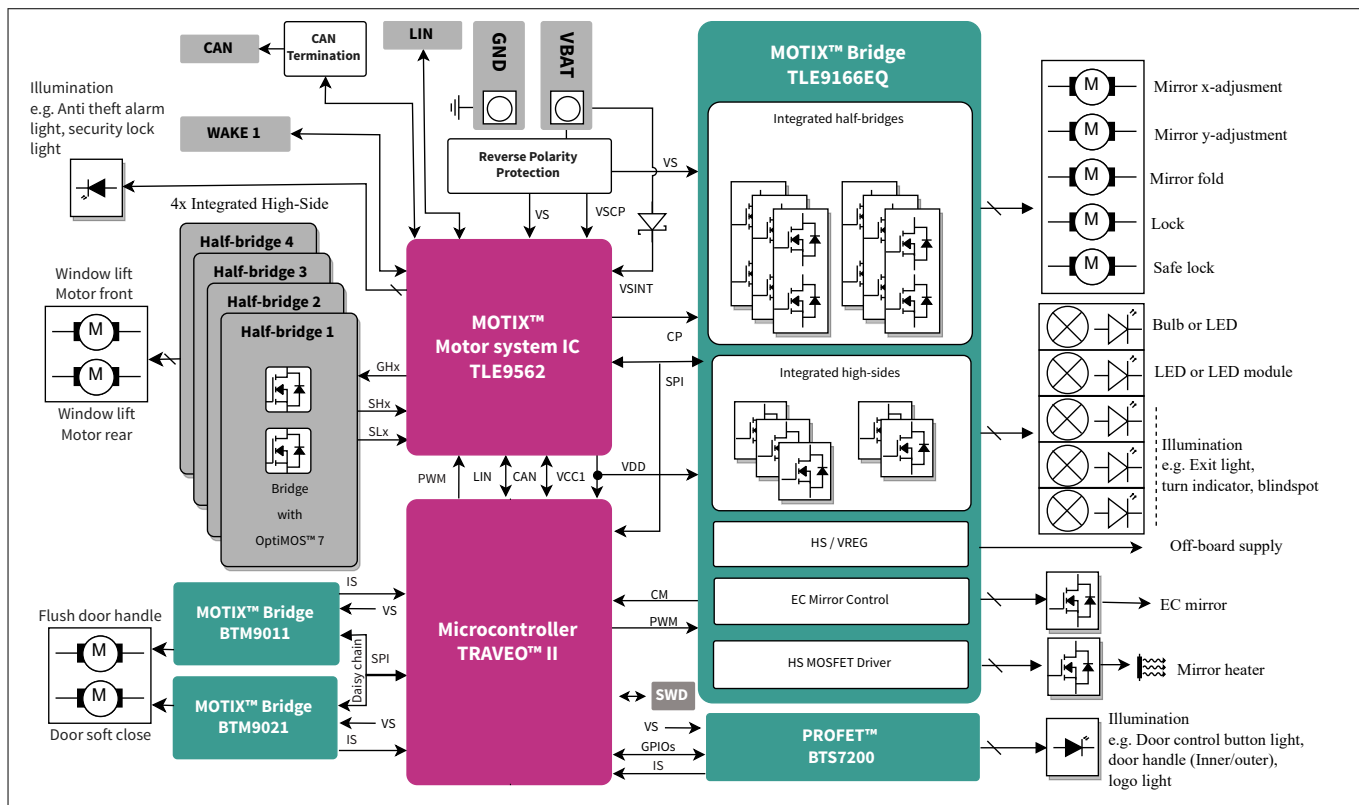 CAN
CAN
Termination
LIN
GND
VBAT
MOTIX™ Bridge
TLE9166EQ
Illumination
e.g. Anti theft alarm
light, security lock
light
WAKE 1
Reverse Polarity
Protection
VS
VS
VSCP
VSINT
Integrated half-bridges
M
Mirror x-adjusment
M
Mirror y-adjustment
M
Mirror fold
M
Lock
M
Safe lock
4x Integrated High-Side
Half-bridge 4
Half-bridge 3
Half-bridge 2
Half-bridge 1
Window lift
Motor front
M
M
Window lift
Motor rear
GHx
SHx
SLx
Bridge
with
OptiMOS™ 7
MOTIX™
Motor system IC
TLE9562
CP
SPI
Integrated high-sides
Bulb or LED
LED or LED module
Illumination
e.g. Exit light,
turn indicator, blindspot
PWM
LIN
CAN
VCC1
VDD
HS / VREG
Off-board supply
EC Mirror Control
EC mirror
HS MOSFET Driver
Mirror heater
CM
PWM
Microcontroller
TRAVEO™ II
SWD
IS
VS
MOTIX™ Bridge
BTM9011
Flush door handle
M
M
Door soft close
Daisy chain
SPI
MOTIX™ Bridge
BTM9021
VS
IS
VS
GPIOs
IS
PROFET™
BTS7200
Illumination
e.g. Door control button light,
door handle (Inner/outer),
logo light